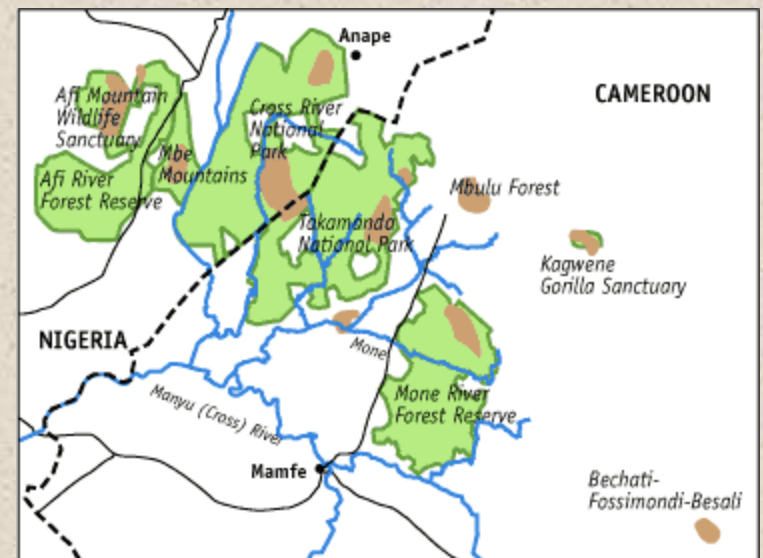 Anape
CAMEROON
Afi Mountain
Wildlife
Sanctuary
Cross River
National
Park
Mbe
Mountains
Afi River
Forest Reserve
Mbulu Forest
Takamanda
National Park
Kagwene
Gorilla Sanctuary
NIGERIA
Mone
Manyu (Cross) River
Mone River
Forest Reserve
Mamfe
Bechati-
Fossimondi-Besali